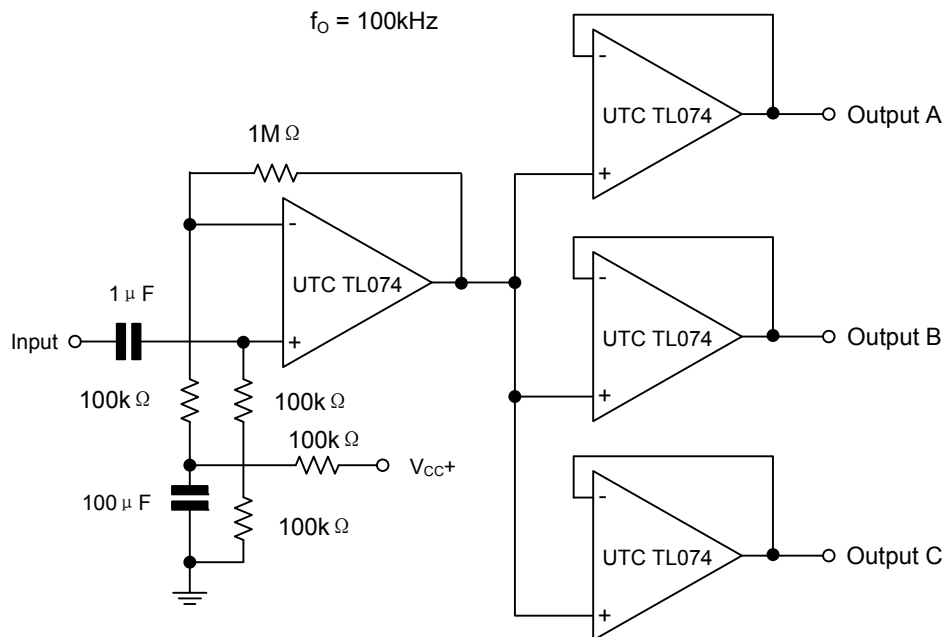 fO = 100kHz
-
UTC TL074
+
Output A
1MΩ
-
UTC TL074
+
1μF
Input
100kΩ
100kΩ
100kΩ
VCC+
100μF
100kΩ
-
UTC TL074
+
Output B
-
UTC TL074
+
Output C